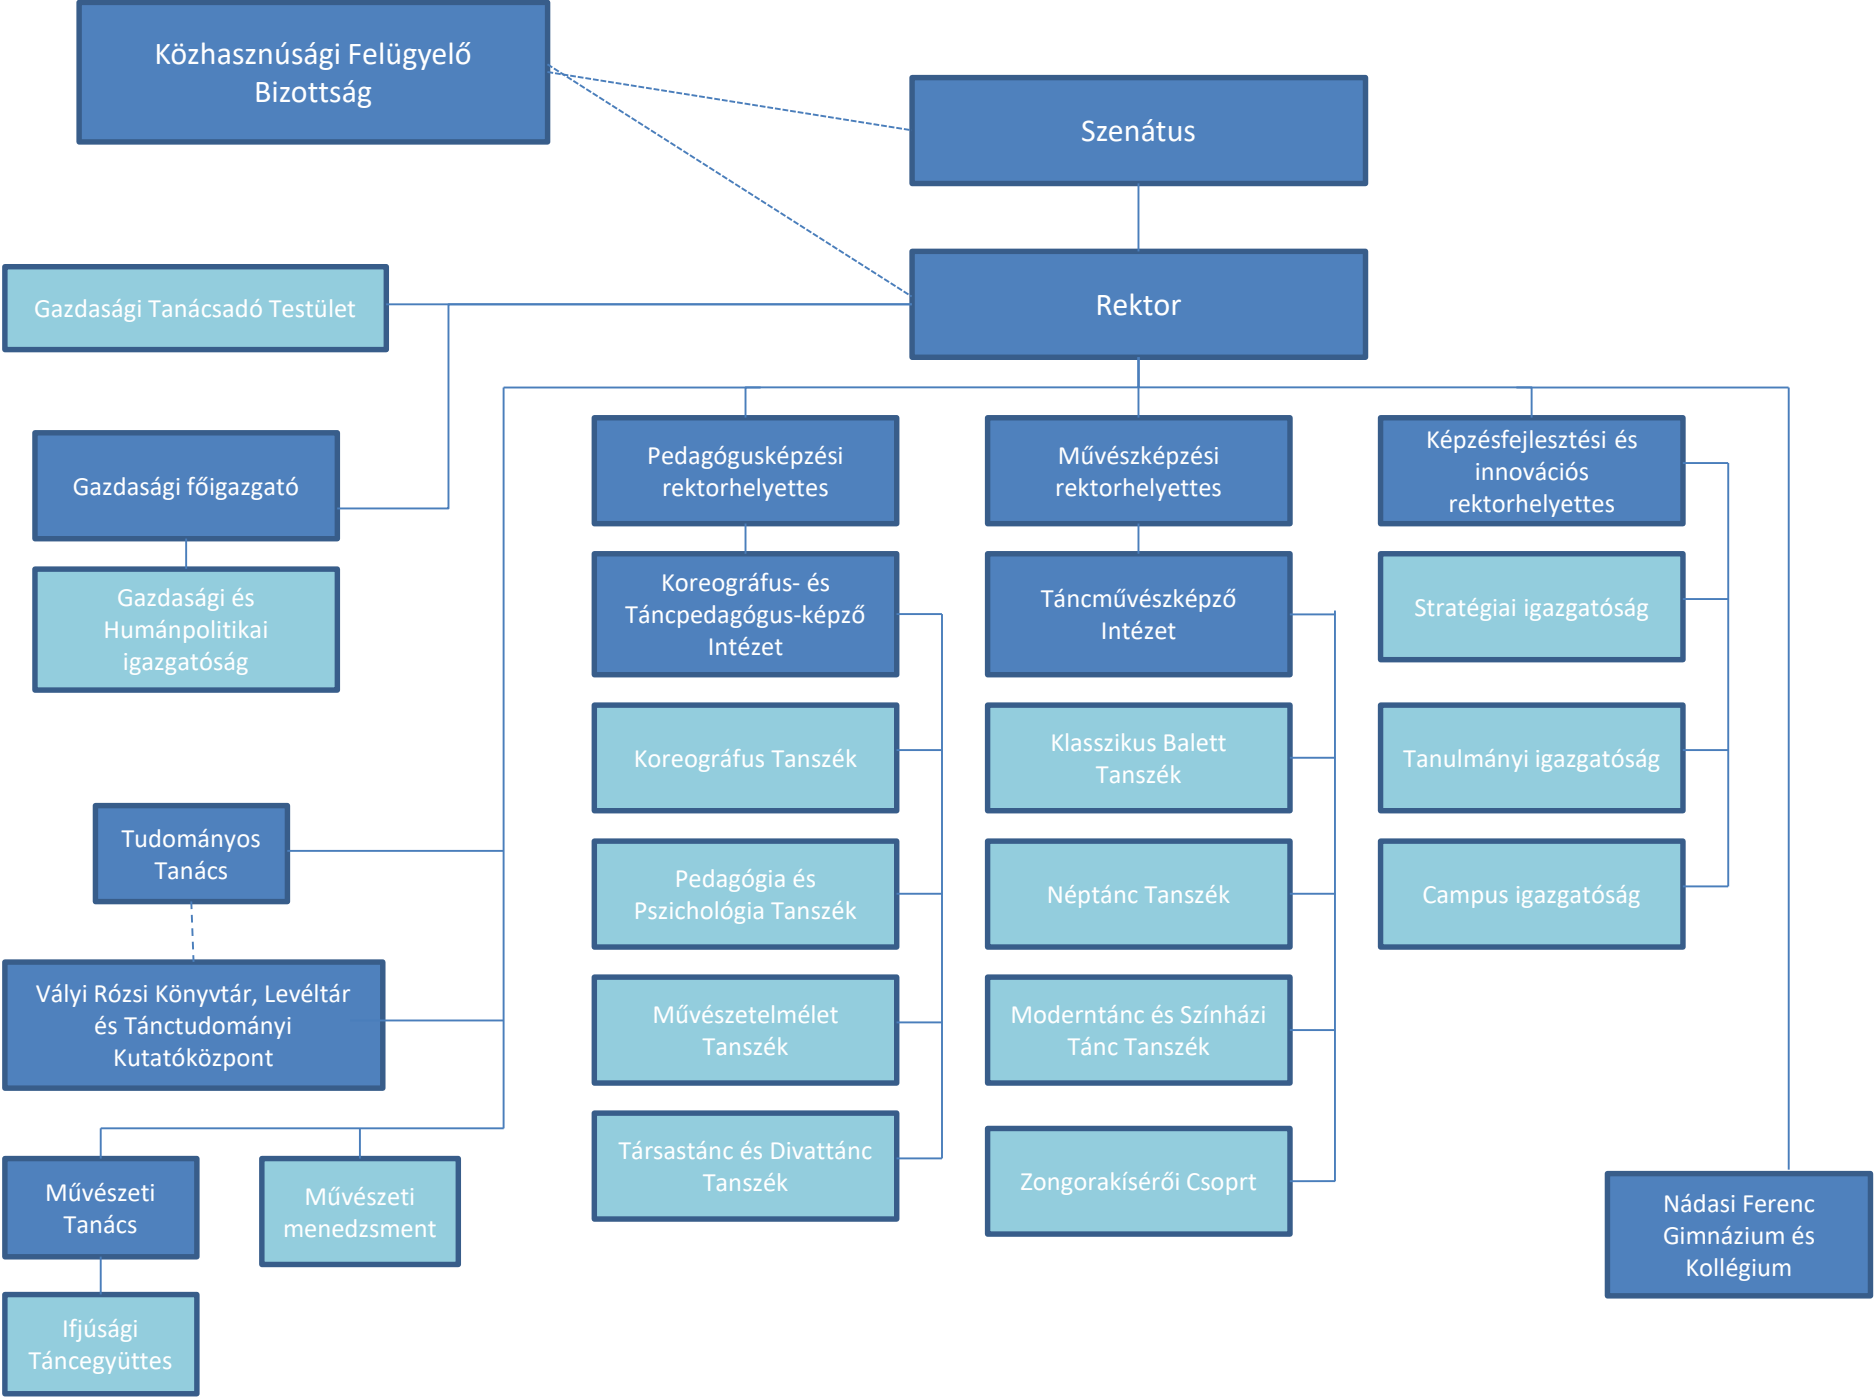 Közhasznúsági Felügyelő
Bizottság
Szenátus
Rektor
Gazdasági Tanácsadó Testület
Gazdasági főigazgató
Gazdasági és
Humánpolitikai
igazgatóság
Pedagógusképzési
rektorhelyettes
Koreográfus- és
Táncpedagógus-képző
Intézet
Koreográfus Tanszék
Pedagógia és
Pszichológia Tanszék
Művészetelmélet
Tanszék
Társastánc és Divattánc
Tanszék
Művészképzési
rektorhelyettes
Táncművészképző
Intézet
Klasszikus Balett
Tanszék
Néptánc Tanszék
Moderntánc és Színházi
Tánc Tanszék
Zongorakísérői Csoprt
Képzésfejlesztési és
innovációs
rektorhelyettes
Stratégiai igazgatóság
Tanulmányi igazgatóság
Campus igazgatóság
Tudományos
Tanács
Vályi Rózsi Könyvtár, Levéltár
és Tánctudományi
Kutatóközpont
Művészeti
Tanács
Művészeti
menedzsment
Ifjúsági
Táncegyüttes
Nádasi Ferenc
Gimnázium és
Kollégium